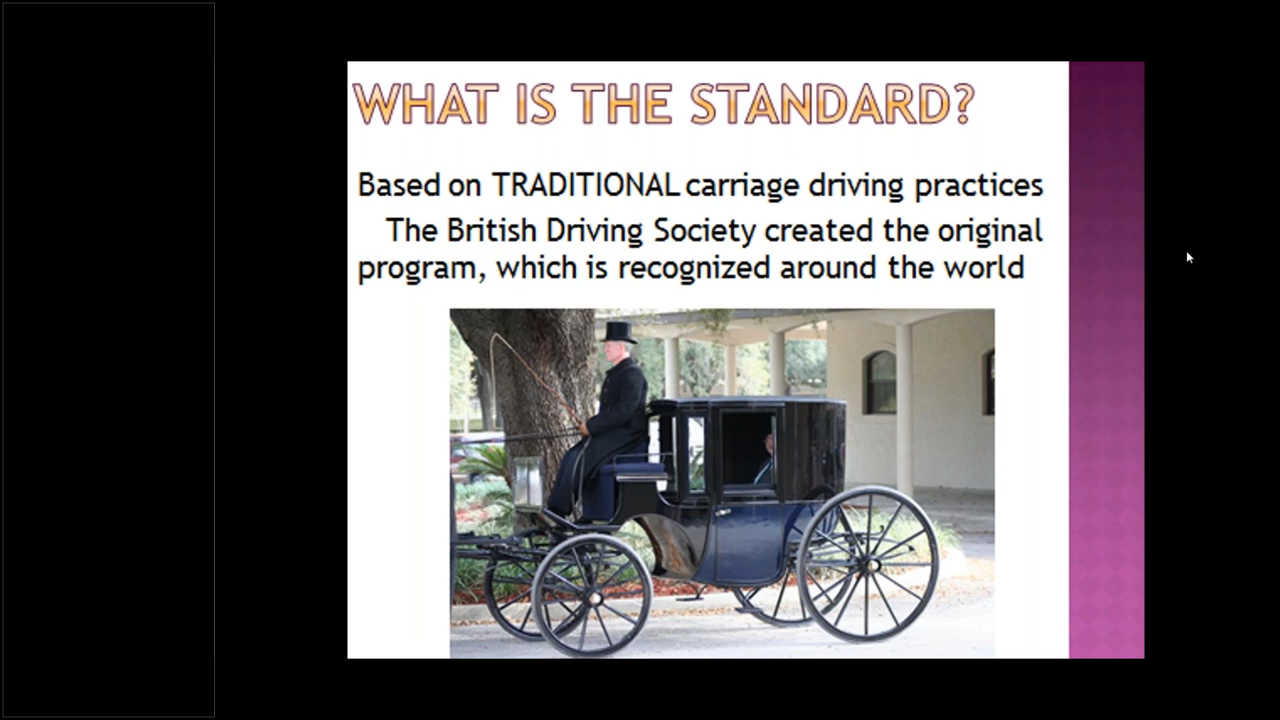 WHAT IS THE STANDARD?
Based on TRADITIONAL carriage driving practices
The British Driving Society created the original
program, which is recognized around the world